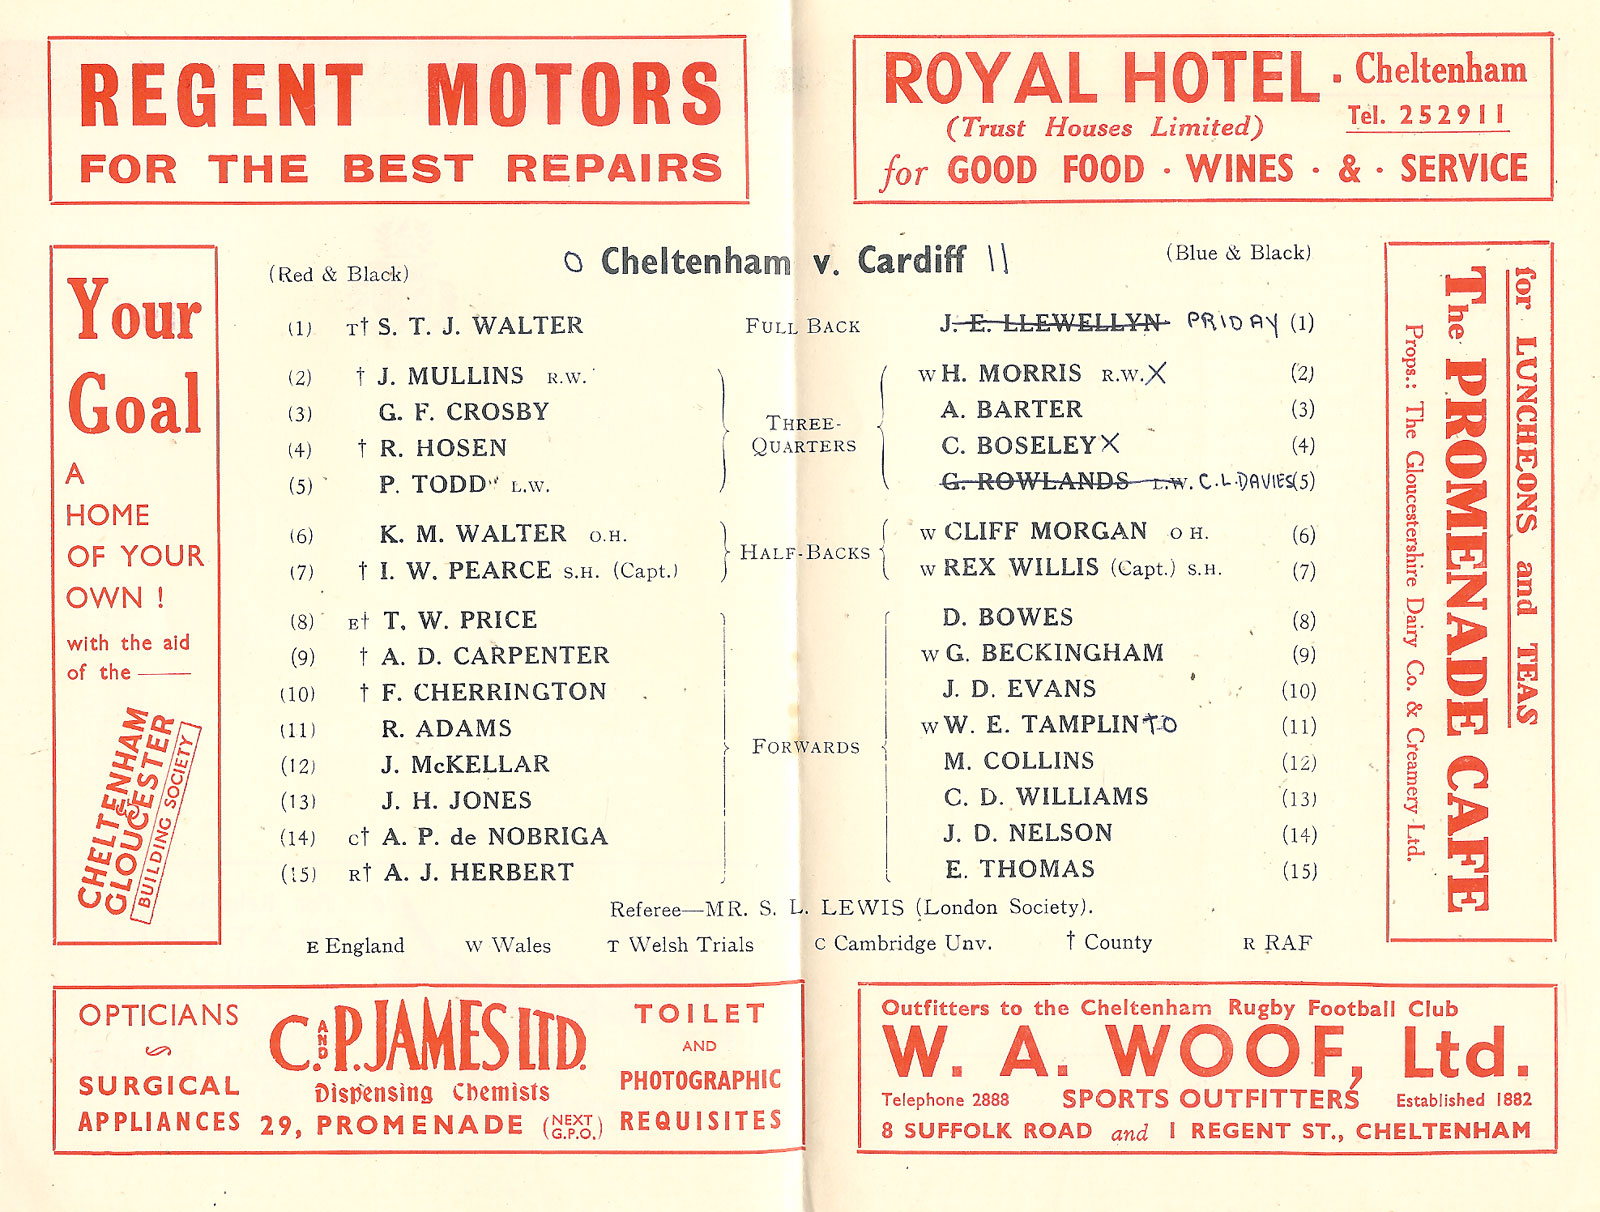 REGENT MOTORS
FOR THE BEST REPAIRS
ROYAL HOTEL . Cheltenham
(Trust Houses Limited) Tel. 252911
for GOOD FOOD · WINES · & · SERVICE
Your
Goal
A
HOME
OF YOUR
OWN !
with the aid
of the
CHELTENHAM
&
GLOUCESTER
BUILDING SOCIETY
(Red & Black)
0 Cheltenham v. Cardiff 11
(Blue & Black)
(1) T† S. T. J. WALTER FULL BACK J. E. LLEWELLYN PRIDAY (1)
(2) † J. MULLINS R.W. W H. MORRIS R.W. X (2)
(3) G. F. CROSBY A. BARTER (3)
THREE-
QUARTERS
(4) † R. HOSEN C. BOSELEY X (4)
(5) P. TODD L.W. G. ROWLANDS L.W. C.L.DAVIES (5)
(6) K. M. WALTER O.H. W CLIFF MORGAN O H. (6)
HALF-BACKS
(7) † I. W. PEARCE S.H. (Capt.) W REX WILLIS (Capt.) S.H. (7)
(8) E† T. W. PRICE D. BOWES (8)
(9) † A. D. CARPENTER W G. BECKINGHAM (9)
(10) † F. CHERRINGTON J. D. EVANS (10)
(11) R. ADAMS W W. E. TAMPLIN TO (11)
FORWARDS
(12) J. McKELLAR M. COLLINS (12)
(13) J. H. JONES C. D. WILLIAMS (13)
(14) C† A. P. de NOBRIGA J. D. NELSON (14)
(15) R† A. J. HERBERT E. THOMAS (15)
Referee—MR. S. L. LEWIS (London Society).
E England W Wales T Welsh Trials C Cambridge Unv. † County R RAF
for LUNCHEONS and TEAS
The PROMENADE CAFE
Props.: The Gloucestershire Dairy Co. & Creamery Ltd.
OPTICIANS
SURGICAL
APPLIANCES
C. AND P. JAMES LTD.
Dispensing Chemists
29, PROMENADE (NEXT G.P.O.)
TOILET
AND
PHOTOGRAPHIC
REQUISITES
Outfitters to the Cheltenham Rugby Football Club
W. A. WOOF, Ltd.
Telephone 2888 SPORTS OUTFITTERS Established 1882
8 SUFFOLK ROAD and 1 REGENT ST., CHELTENHAM